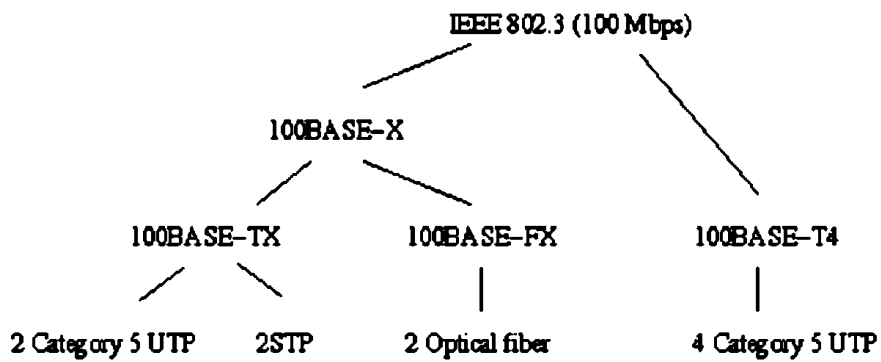 IEEE 802.3 (100 Mbps)
100BASE-X
100BASE-TX 100BASE-FX 100BASE-T4
2 Category 5 UTP 2STP 2 Optical fiber 4 Category 5 UTP